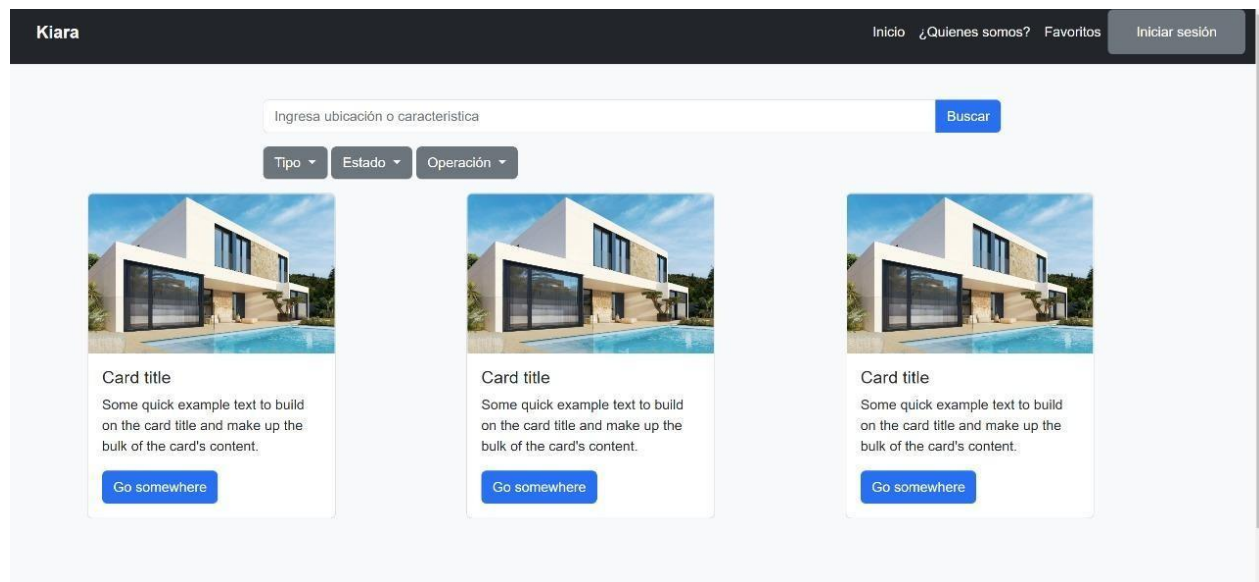 Kiara
Inicio ¿Quienes somos? Favoritos Iniciar sesión
Ingresa ubicación o caracteristica
Buscar
Tipo Estado Operación
Card title
Some quick example text to build
on the card title and make up the
bulk of the card's content.
Go somewhere
Card title
Some quick example text to build
on the card title and make up the
bulk of the card's content.
Go somewhere
Card title
Some quick example text to build
on the card title and make up the
bulk of the card's content.
Go somewhere